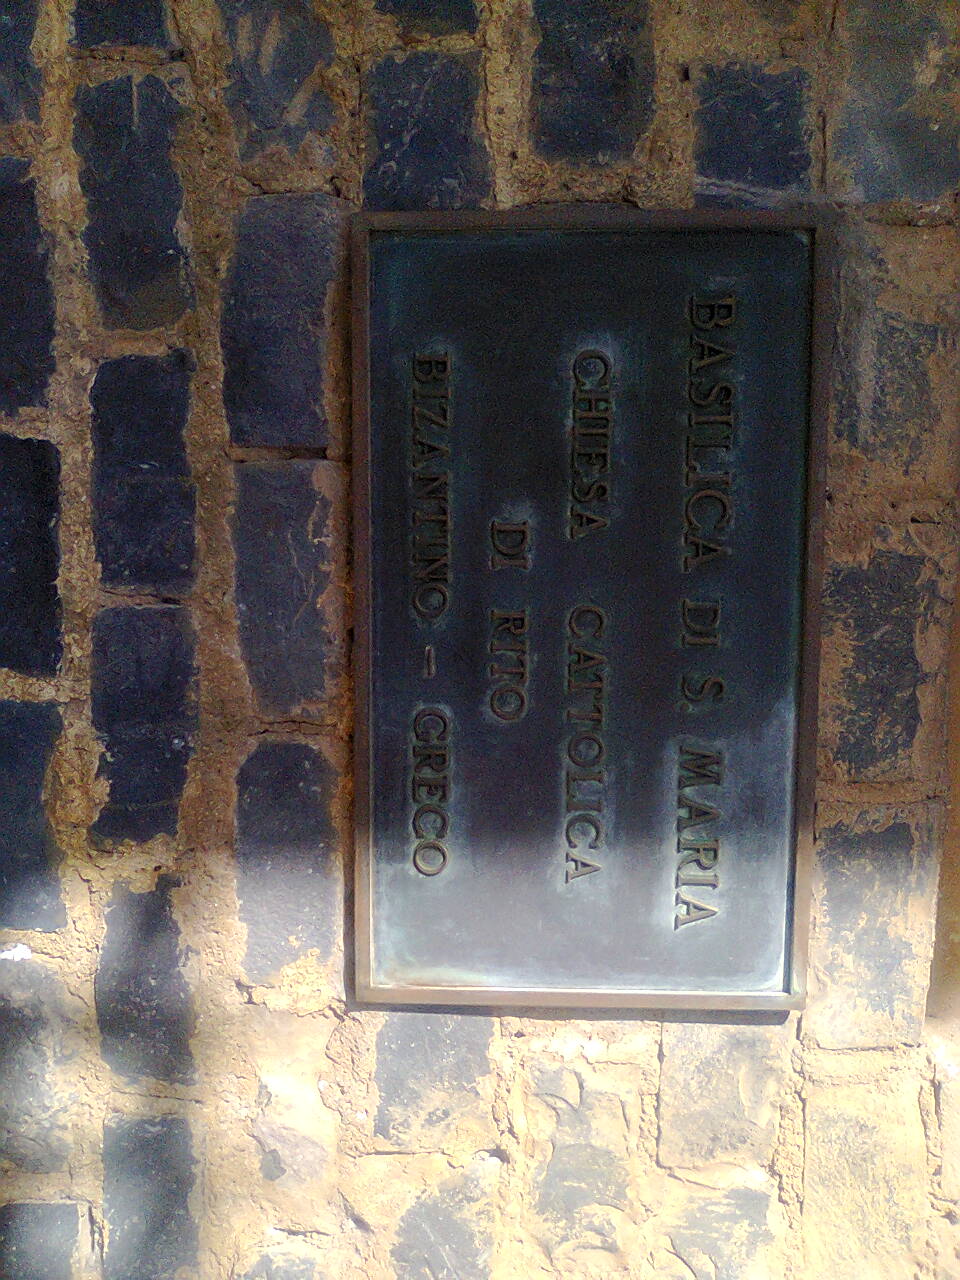 BASILICA DI S. MARIA
CHIESA CATTOLICA
DI RITO
BIZANTINO - GRECO